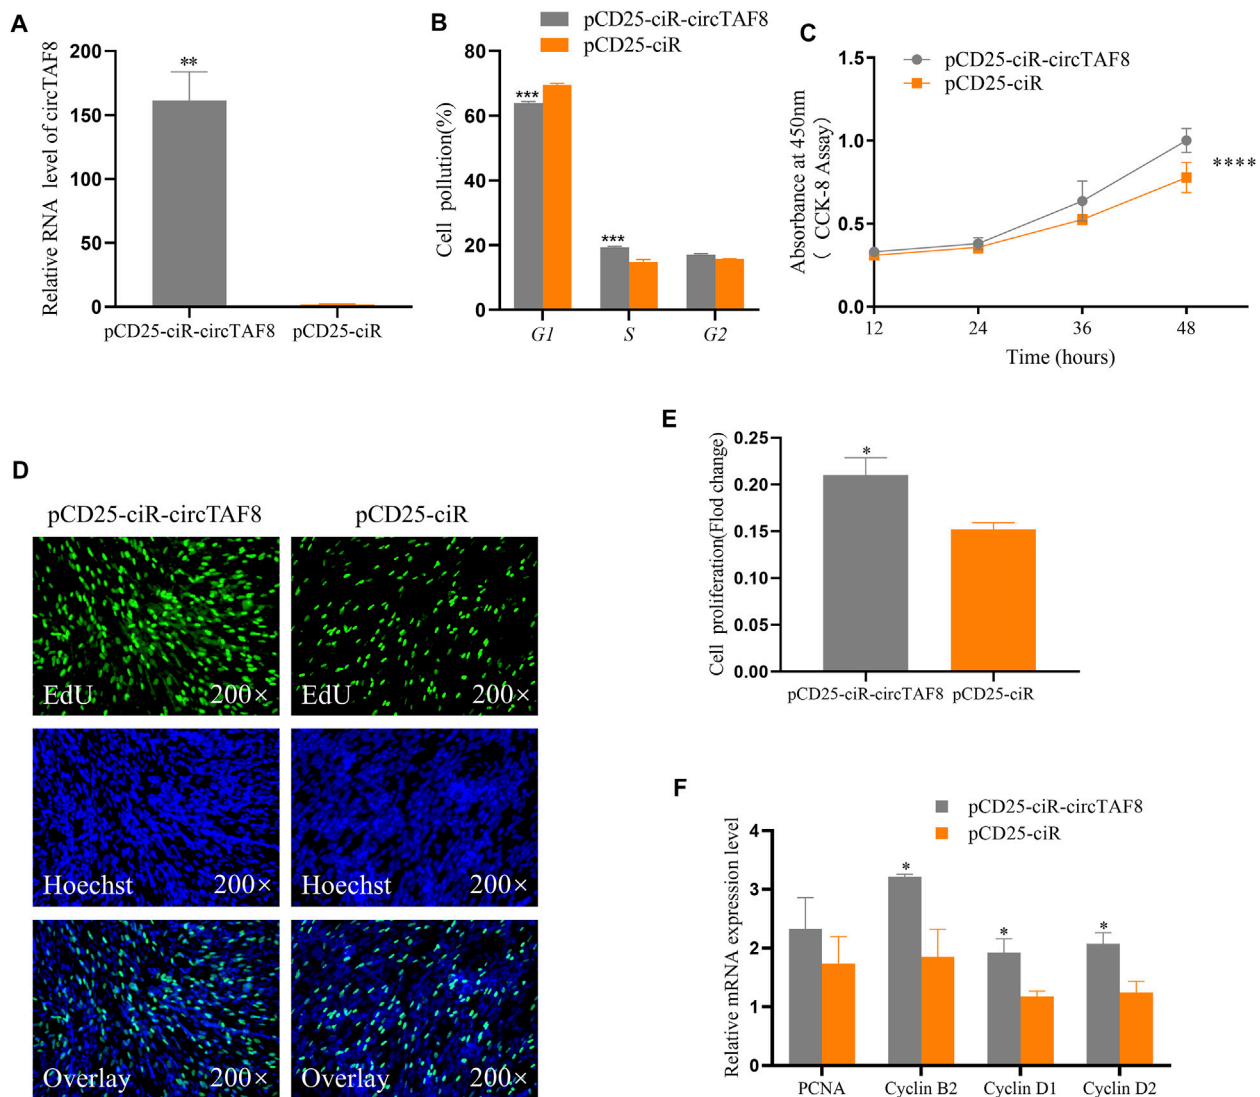 A
Relative RNA level of circTAF8
200
150
100
50
0
**
pCD25-ciR-circTAF8
pCD25-ciR
B
pCD25-ciR-circTAF8
pCD25-ciR
Cell pollution(%)
80
60
40
20
0
***
***
G1
S
G2
C
pCD25-ciR-circTAF8
pCD25-ciR
Absorbance at 450nm
( CCK-8 Assay)
1.5
1.0
0.5
0.0
****
12
24
36
48
Time (hours)
D
pCD25-ciR-circTAF8
pCD25-ciR
EdU 200×
EdU 200×
Hoechst 200×
Hoechst 200×
Overlay 200×
Overlay 200×
E
Cell proliferation(Flod change)
0.25
0.20
0.15
0.10
0.05
0.00
*
pCD25-ciR-circTAF8
pCD25-ciR
F
pCD25-ciR-circTAF8
pCD25-ciR
Relative mRNA expression level
4
3
2
1
0
*
*
*
PCNA
Cyclin B2
Cyclin D1
Cyclin D2